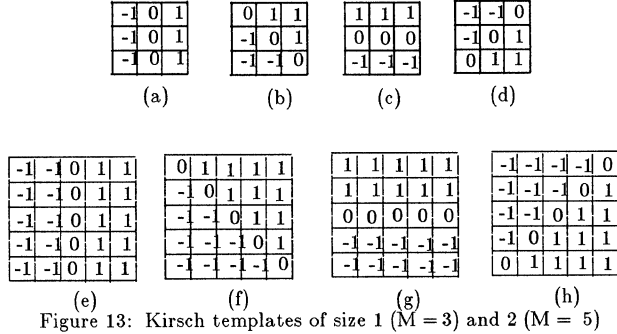 -1 0 1 0 1 1 1 1 1 -1 -1 0
-1 0 1 -1 0 1 0 0 0 -1 0 1
-1 0 1 -1 -1 0 -1 -1 -1 0 1 1
(a) (b) (c) (d)
-1 -1 0 1 1 0 1 1 1 1 1 1 1 1 1 -1 -1 -1 -1 0
-1 -1 0 1 1 -1 0 1 1 1 1 1 1 1 1 -1 -1 -1 0 1
-1 -1 0 1 1 -1 -1 0 1 1 0 0 0 0 0 -1 -1 0 1 1
-1 -1 0 1 1 -1 -1 -1 0 1 -1 -1 -1 -1 -1 -1 0 1 1 1
-1 -1 0 1 1 -1 -1 -1 -1 0 -1 -1 -1 -1 -1 0 1 1 1 1
(e) (f) (g) (h)
Figure 13: Kirsch templates of size 1 (M = 3) and 2 (M = 5)